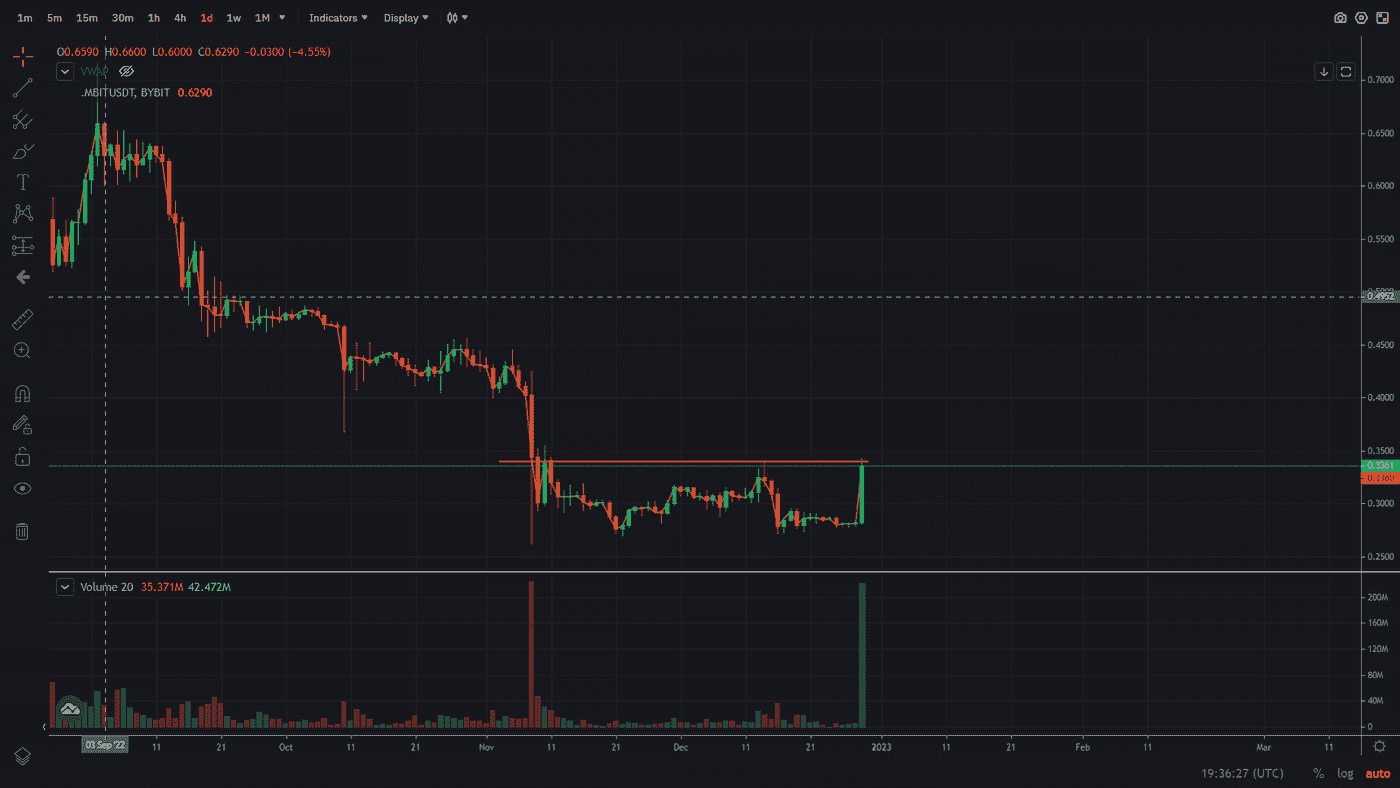 1m 5m 15m 30m 1h 4h 1d 1w 1M Indicators Display
O0.6590 H0.6600 L0.6000 C0.6290 −0.0300 (−4.55%)
VWAP
.MBITUSDT, BYBIT 0.6290
0.7000
0.6500
0.6000
0.5500
0.5000
0.4952
0.4500
0.4000
0.3500
0.3361
0.3000
0.2500
Volume 20 35.371M 42.472M
200M
160M
120M
80M
40M
0
03 Sep '22 11 21 Oct 11 21 Nov 11 21 Dec 11 21 2023 11 21 Feb 11 Mar 11
19:36:27 (UTC) % log auto